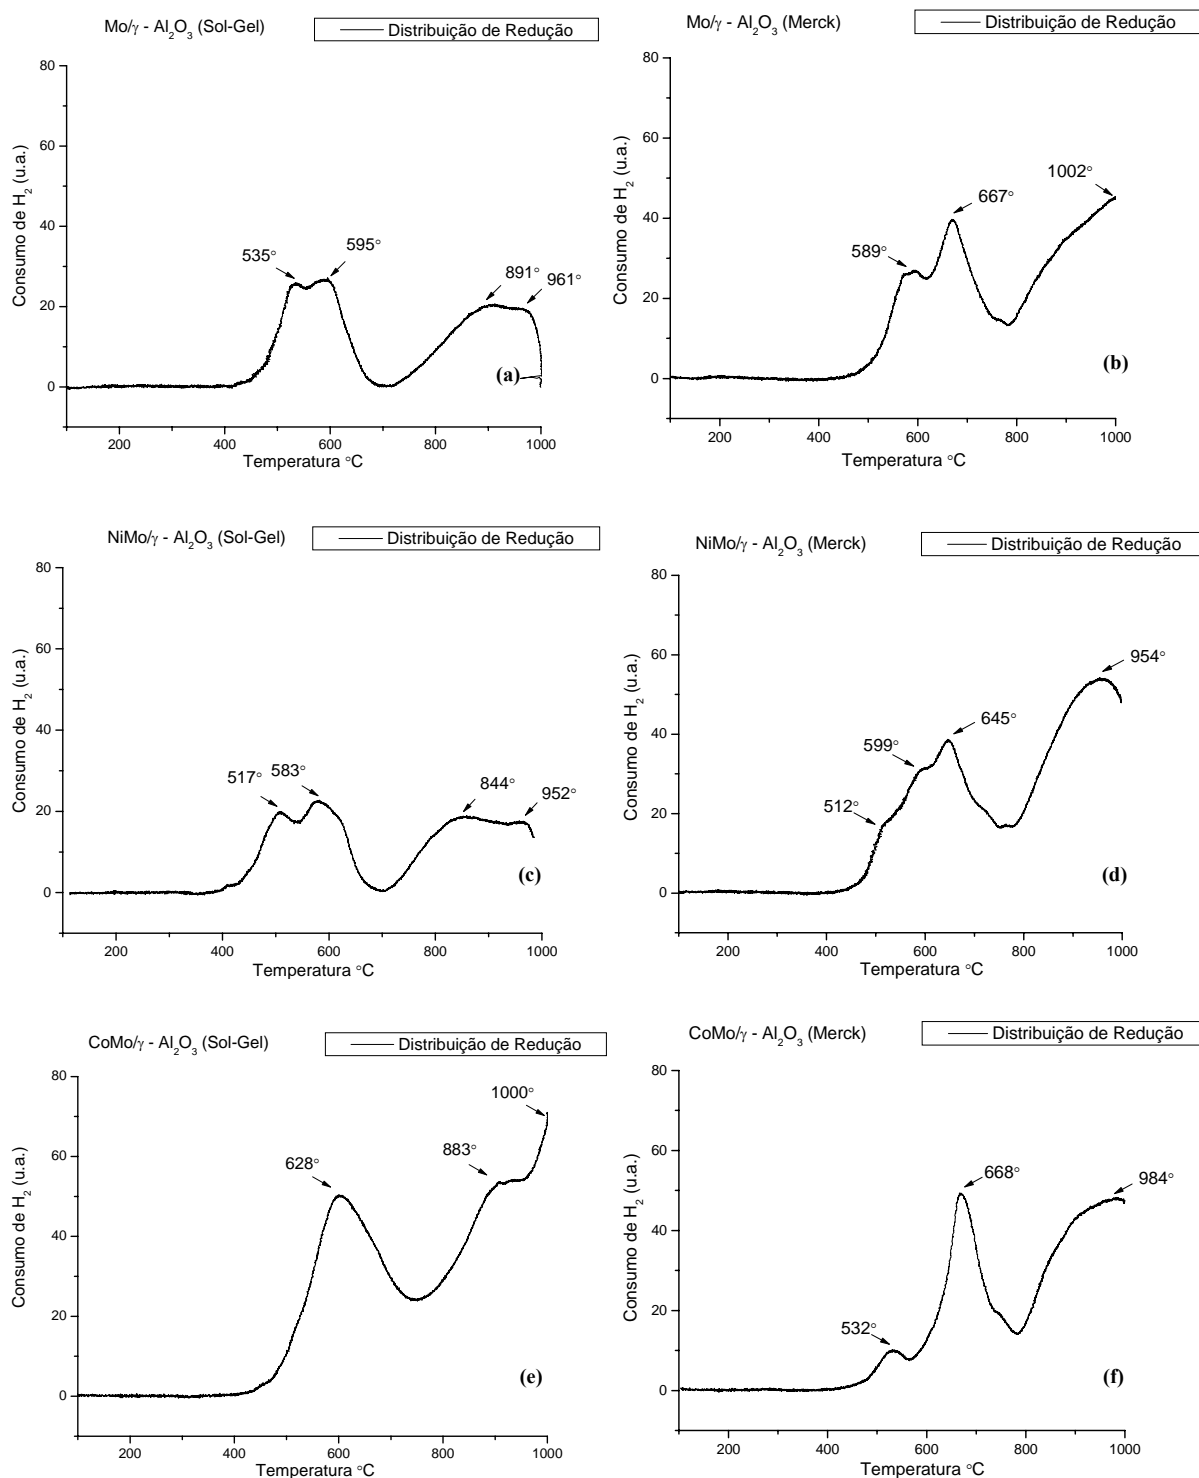 Mo/γ - Al₂O₃ (Sol-Gel)
Distribuição de Redução
80
60
40
20
0
Consumo de H₂ (u.a.)
535°
595°
891°
961°
(a)
200
400
600
800
1000
Temperatura °C
Mo/γ - Al₂O₃ (Merck)
Distribuição de Redução
80
60
40
20
0
Consumo de H₂ (u.a.)
589°
667°
1002°
(b)
200
400
600
800
1000
Temperatura °C
NiMo/γ - Al₂O₃ (Sol-Gel)
Distribuição de Redução
80
60
40
20
0
Consumo de H₂ (u.a.)
517°
583°
844°
952°
(c)
200
400
600
800
1000
Temperatura °C
NiMo/γ - Al₂O₃ (Merck)
Distribuição de Redução
80
60
40
20
0
Consumo de H₂ (u.a.)
512°
599°
645°
954°
(d)
200
400
600
800
1000
Temperatura °C
CoMo/γ - Al₂O₃ (Sol-Gel)
Distribuição de Redução
80
60
40
20
0
Consumo de H₂ (u.a.)
628°
883°
1000°
(e)
200
400
600
800
1000
Temperatura °C
CoMo/γ - Al₂O₃ (Merck)
Distribuição de Redução
80
60
40
20
0
Consumo de H₂ (u.a.)
532°
668°
984°
(f)
200
400
600
800
1000
Temperatura °C